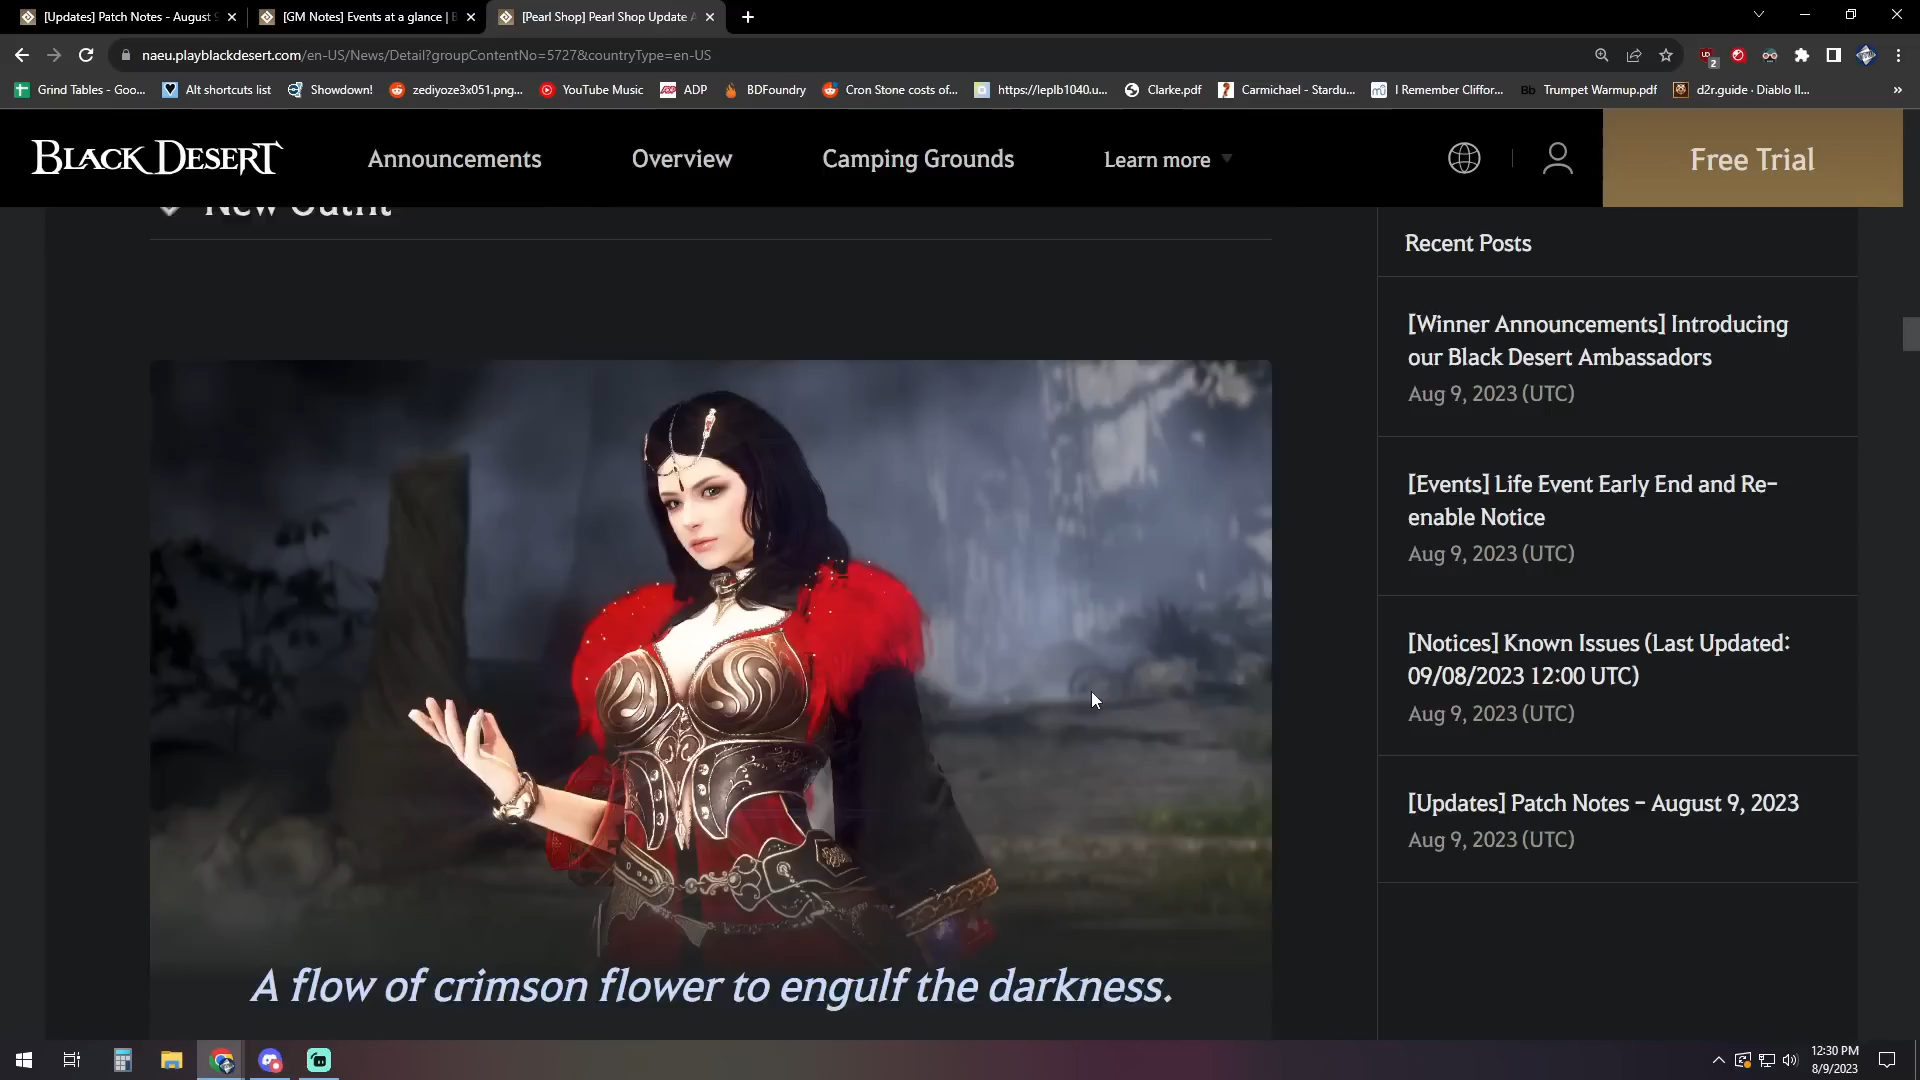 [Updates] Patch Notes - August 9
[GM Notes] Events at a glance | B
[Pearl Shop] Pearl Shop Update A
naeu.playblackdesert.com/en-US/News/Detail?groupContentNo=5727&countryType=en-US
2
Grind Tables - Goo...
Alt shortcuts list
Showdown!
zediyoze3x051.png...
YouTube Music
ADP
BDFoundry
Cron Stone costs of...
https://leplb1040.u...
Clarke.pdf
Carmichael - Stardu...
I Remember Cliffor...
Bb
Trumpet Warmup.pdf
d2r.guide · Diablo II...
»
BLACK DESERT
Announcements
Overview
Camping Grounds
Learn more
Free Trial
New Outfit
Recent Posts
[Winner Announcements] Introducing
our Black Desert Ambassadors
Aug 9, 2023 (UTC)
[Events] Life Event Early End and Re-
enable Notice
Aug 9, 2023 (UTC)
[Notices] Known Issues (Last Updated:
09/08/2023 12:00 UTC)
Aug 9, 2023 (UTC)
[Updates] Patch Notes - August 9, 2023
Aug 9, 2023 (UTC)
A flow of crimson flower to engulf the darkness.
12:30 PM
8/9/2023